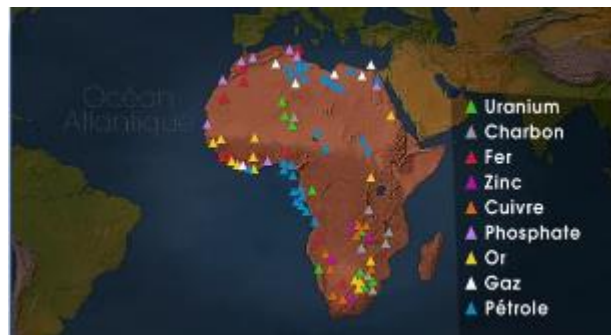 Océan
Atlantique
Uranium
Charbon
Fer
Zinc
Cuivre
Phosphate
Or
Gaz
Pétrole